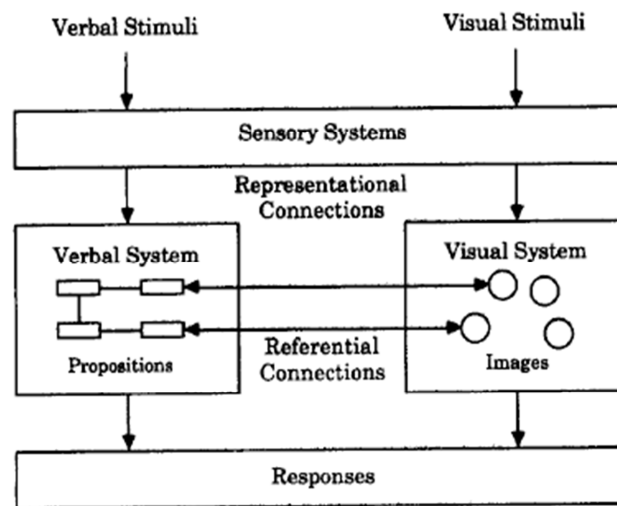 Verbal Stimuli
Visual Stimuli
Sensory Systems
Representational
Connections
Verbal System
Visual System
Propositions
Referential
Connections
Images
Responses